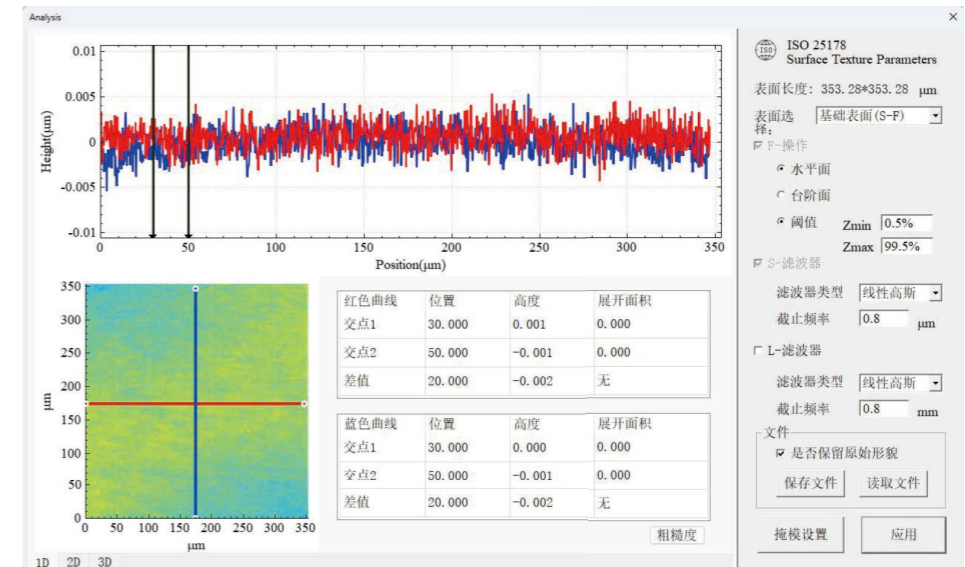 Analysis
×
0.01
0.005
0
-0.005
-0.01
Height(μm)
0 50 100 150 200 250 300 350
Position(μm)
350
300
250
200
150
100
50
0
μm
0 50 100 150 200 250 300 350
μm
红色曲线 位置 高度 展开面积
交点1 30.000 0.001 0.000
交点2 50.000 -0.001 0.000
差值 20.000 -0.002 无
蓝色曲线 位置 高度 展开面积
交点1 30.000 0.000 0.000
交点2 50.000 -0.001 0.000
差值 20.000 -0.002 无
粗糙度
1D 2D 3D
ISO
ISO 25178
Surface Texture Parameters
表面长度: 353.28*353.28 μm
表面选
择:
基础表面(S-F)
F-操作
水平面
台阶面
阈值 Zmin 0.5%
Zmax 99.5%
S-滤波器
滤波器类型 线性高斯
截止频率 0.8 μm
L-滤波器
滤波器类型 线性高斯
截止频率 0.8 mm
文件
是否保留原始形貌
保存文件 读取文件
掩模设置 应用